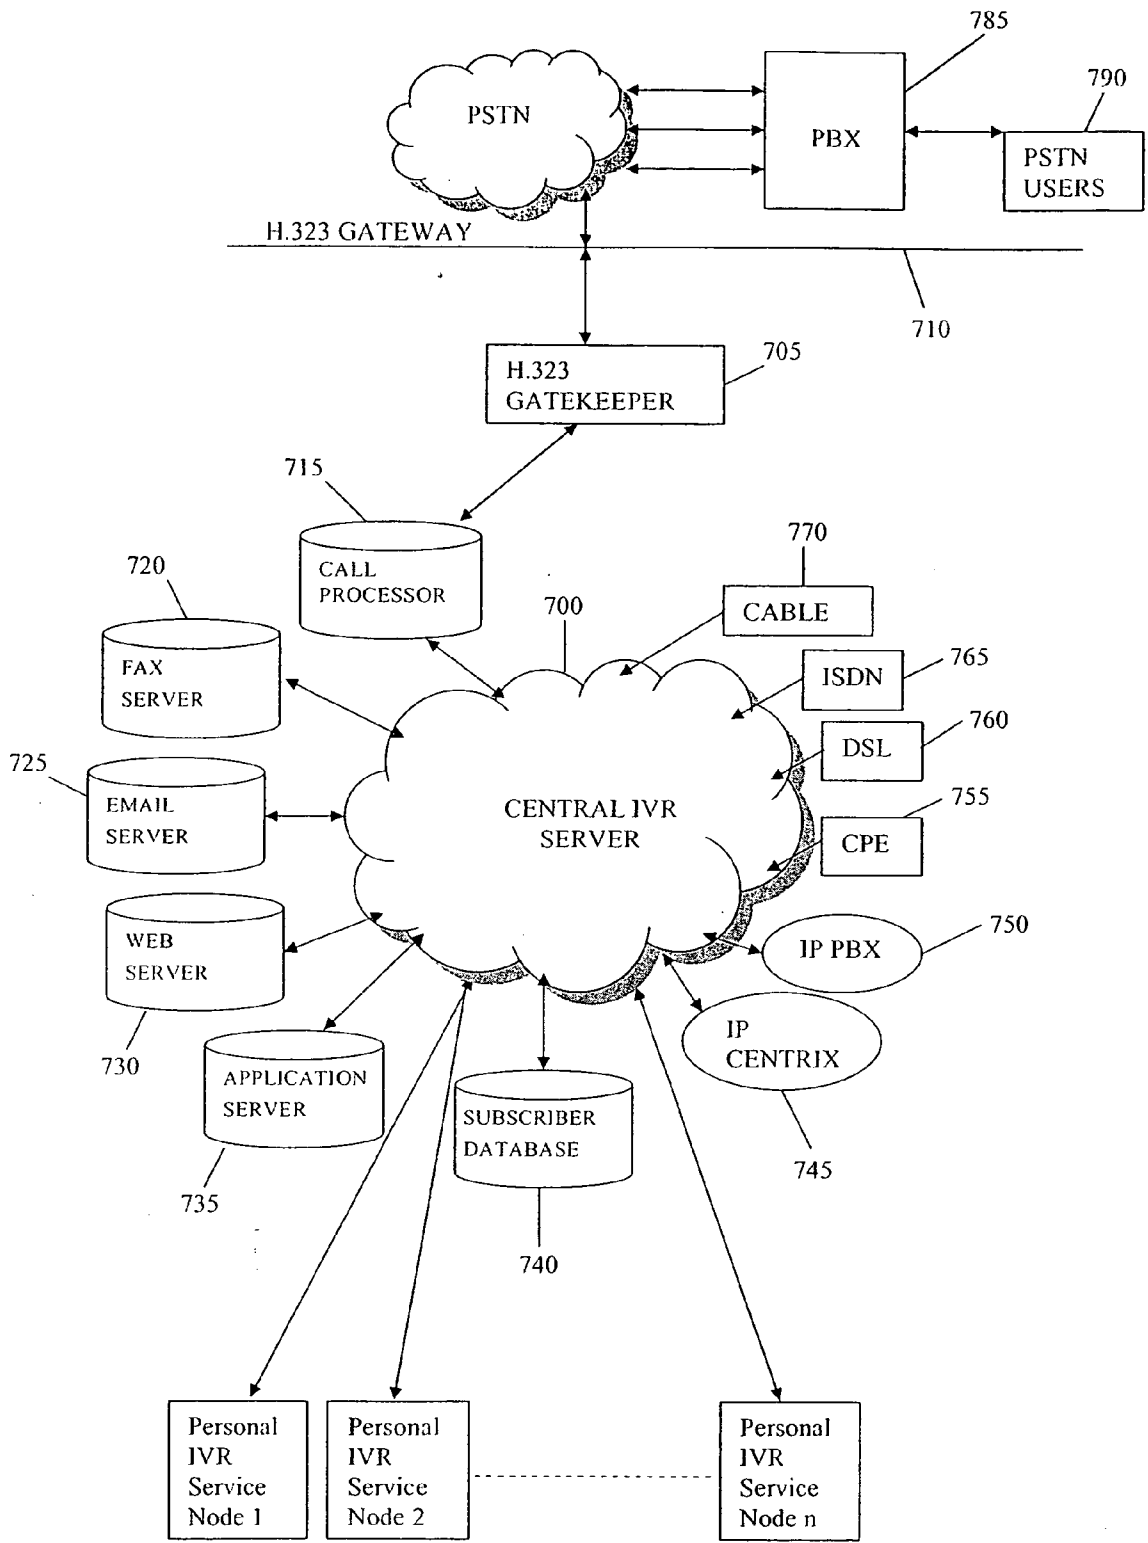 785
790
PSTN
PBX
PSTN
USERS
H.323 GATEWAY
710
705
H.323
GATEKEEPER
715
CALL
PROCESSOR
720
FAX
SERVER
700
770
CABLE
765
ISDN
760
DSL
725
EMAIL
SERVER
CENTRAL IVR
SERVER
755
CPE
WEB
SERVER
730
IP PBX
750
IP
CENTRIX
745
APPLICATION
SERVER
735
SUBSCRIBER
DATABASE
740
Personal
IVR
Service
Node 1
Personal
IVR
Service
Node 2
Personal
IVR
Service
Node n